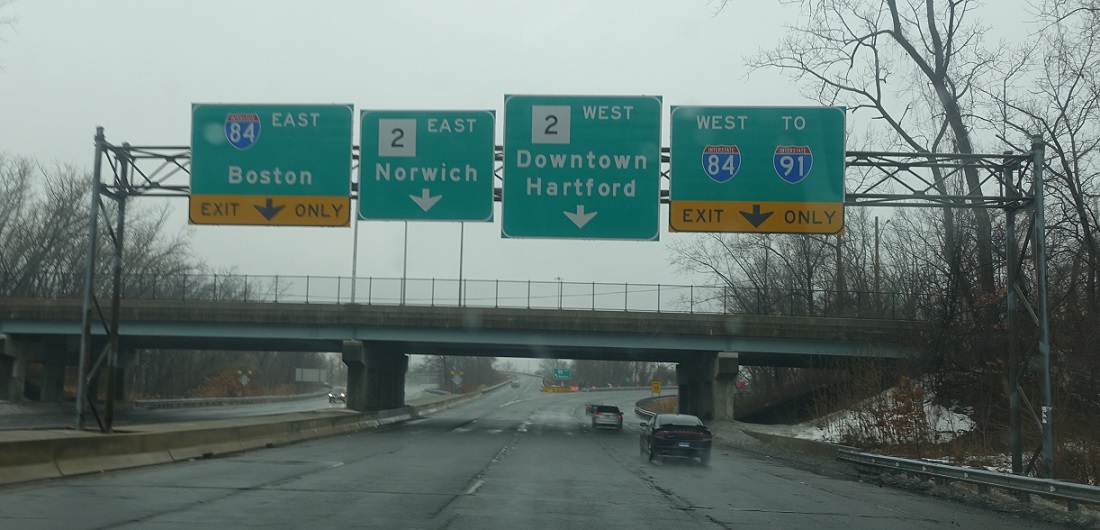 INTERSTATE
84
EAST
Boston
EXIT ONLY
2
EAST
Norwich
2
WEST
Downtown
Hartford
WEST TO
INTERSTATE
84
INTERSTATE
91
EXIT ONLY